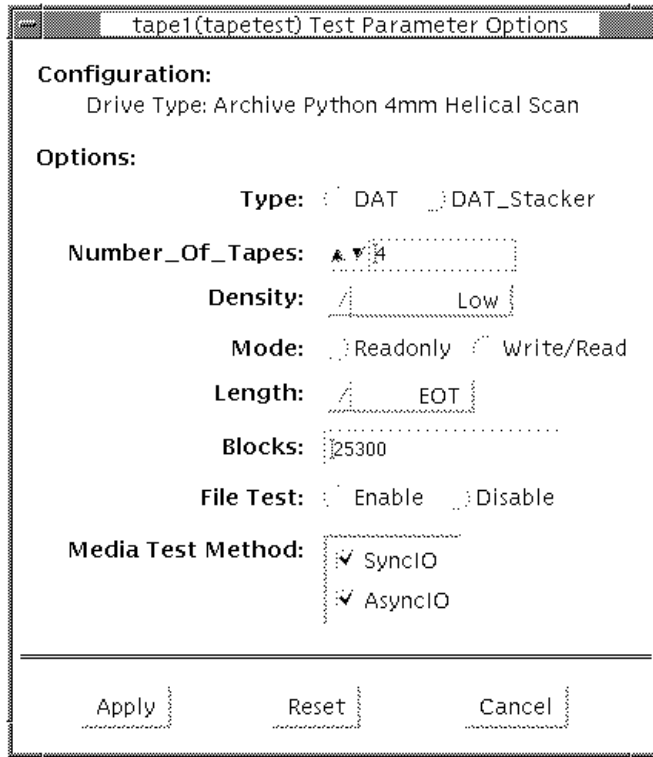 tape1(tapetest) Test Parameter Options
Configuration:
Drive Type: Archive Python 4mm Helical Scan
Options:
Type: DAT DAT_Stacker
Number_Of_Tapes: 4
Density: Low
Mode: Readonly Write/Read
Length: EOT
Blocks: 25300
File Test: Enable Disable
Media Test Method: SyncIO
AsyncIO
Apply Reset Cancel